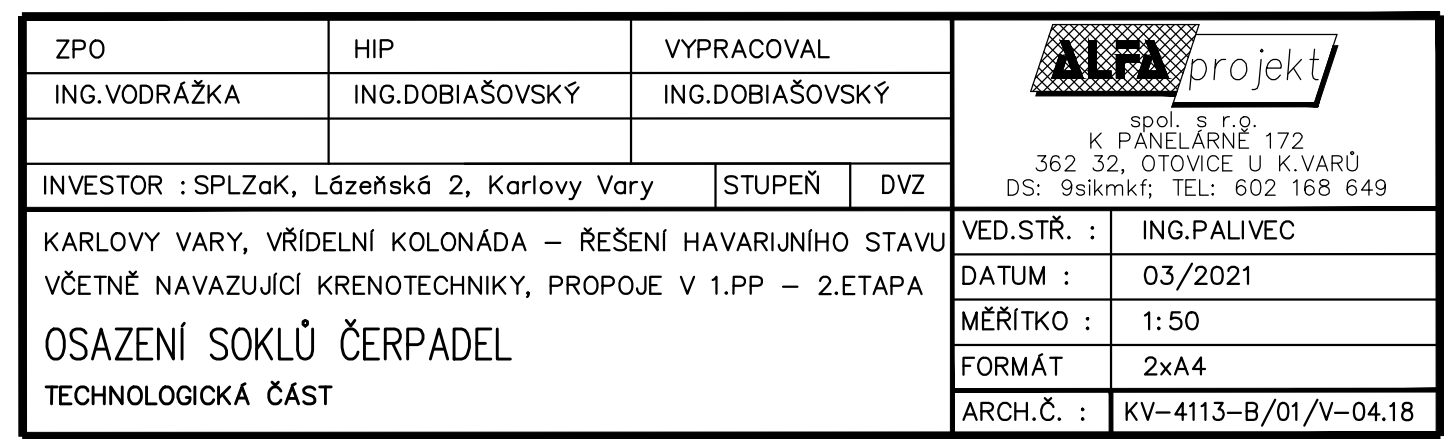 ZPO HIP VYPRACOVAL
ING.VODRÁŽKA ING.DOBIAŠOVSKÝ ING.DOBIAŠOVSKÝ
INVESTOR : SPLZaK, Lázeňská 2, Karlovy Vary STUPEŇ DVZ
ALFA projekt
spol. s r.o.
K PANELÁRNĚ 172
362 32, OTOVICE U K.VARŮ
DS: 9sikmkf; TEL: 602 168 649
KARLOVY VARY, VŘÍDELNÍ KOLONÁDA – ŘEŠENÍ HAVARIJNÍHO STAVU
VČETNĚ NAVAZUJÍCÍ KRENOTECHNIKY, PROPOJE V 1.PP – 2.ETAPA
OSAZENÍ SOKLŮ ČERPADEL
TECHNOLOGICKÁ ČÁST
VED.STŘ. : ING.PALIVEC
DATUM : 03/2021
MĚŘÍTKO : 1:50
FORMÁT 2xA4
ARCH.Č. : KV–4113–B/01/V–04.18